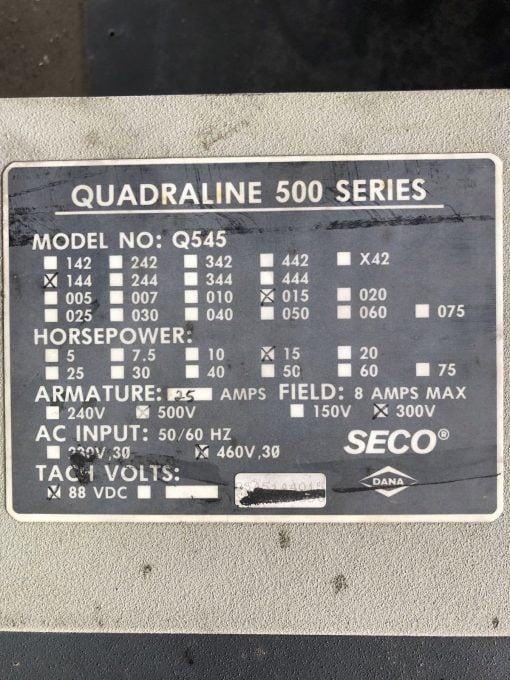 QUADRALINE 500 SERIES
MODEL NO: Q545
142 242 342 442 X42
144 244 344 444
005 007 010 015 020
025 030 040 050 060 075
HORSEPOWER:
5 7.5 10 15 20
25 30 40 50 60 75
ARMATURE: 25 AMPS FIELD: 8 AMPS MAX
240V 500V 150V 300V
AC INPUT: 50/60 HZ
230V,3Ø 460V,3Ø
SECO®
TACH VOLTS:
88 VDC
DANA